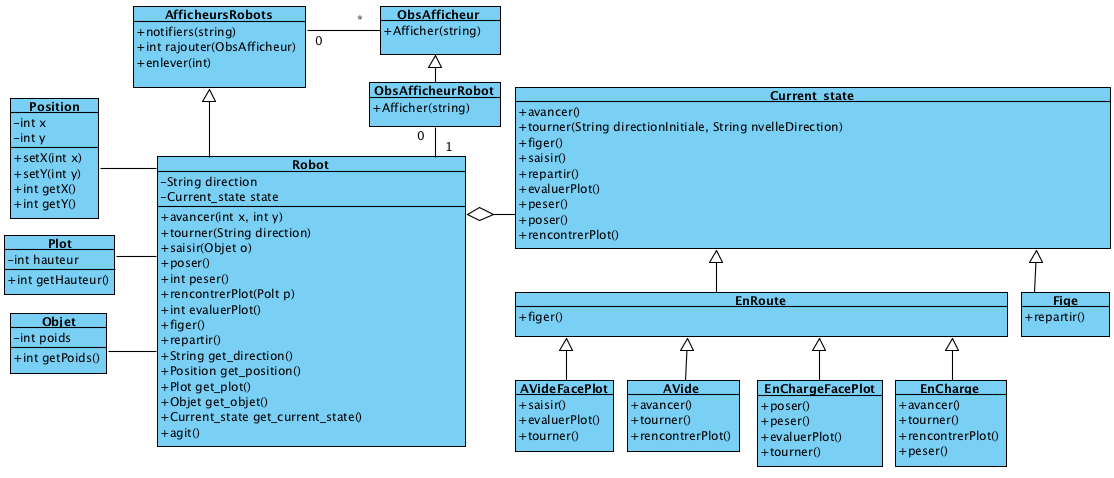 AfficheursRobots
+notifiers(string)
+int rajouter(ObsAfficheur)
+enlever(int)
*
0
ObsAfficheur
+Afficher(string)
ObsAfficheurRobot
+Afficher(string)
0
1
Position
-int x
-int y
+setX(int x)
+setY(int y)
+int getX()
+int getY()
Plot
-int hauteur
+int getHauteur()
Objet
-int poids
+int getPoids()
Robot
-String direction
-Current_state state
+avancer(int x, int y)
+tourner(String direction)
+saisir(Objet o)
+poser()
+int peser()
+rencontrerPlot(Polt p)
+int evaluerPlot()
+figer()
+repartir()
+String get_direction()
+Position get_position()
+Plot get_plot()
+Objet get_objet()
+Current_state get_current_state()
+agit()
Current_state
+avancer()
+tourner(String directionInitiale, String nvelleDirection)
+figer()
+saisir()
+repartir()
+evaluerPlot()
+peser()
+poser()
+rencontrerPlot()
EnRoute
+figer()
Fige
+repartir()
AVideFacePlot
+saisir()
+evaluerPlot()
+tourner()
AVide
+avancer()
+tourner()
+rencontrerPlot()
EnChargeFacePlot
+poser()
+peser()
+evaluerPlot()
+tourner()
EnCharge
+avancer()
+tourner()
+rencontrerPlot()
+peser()